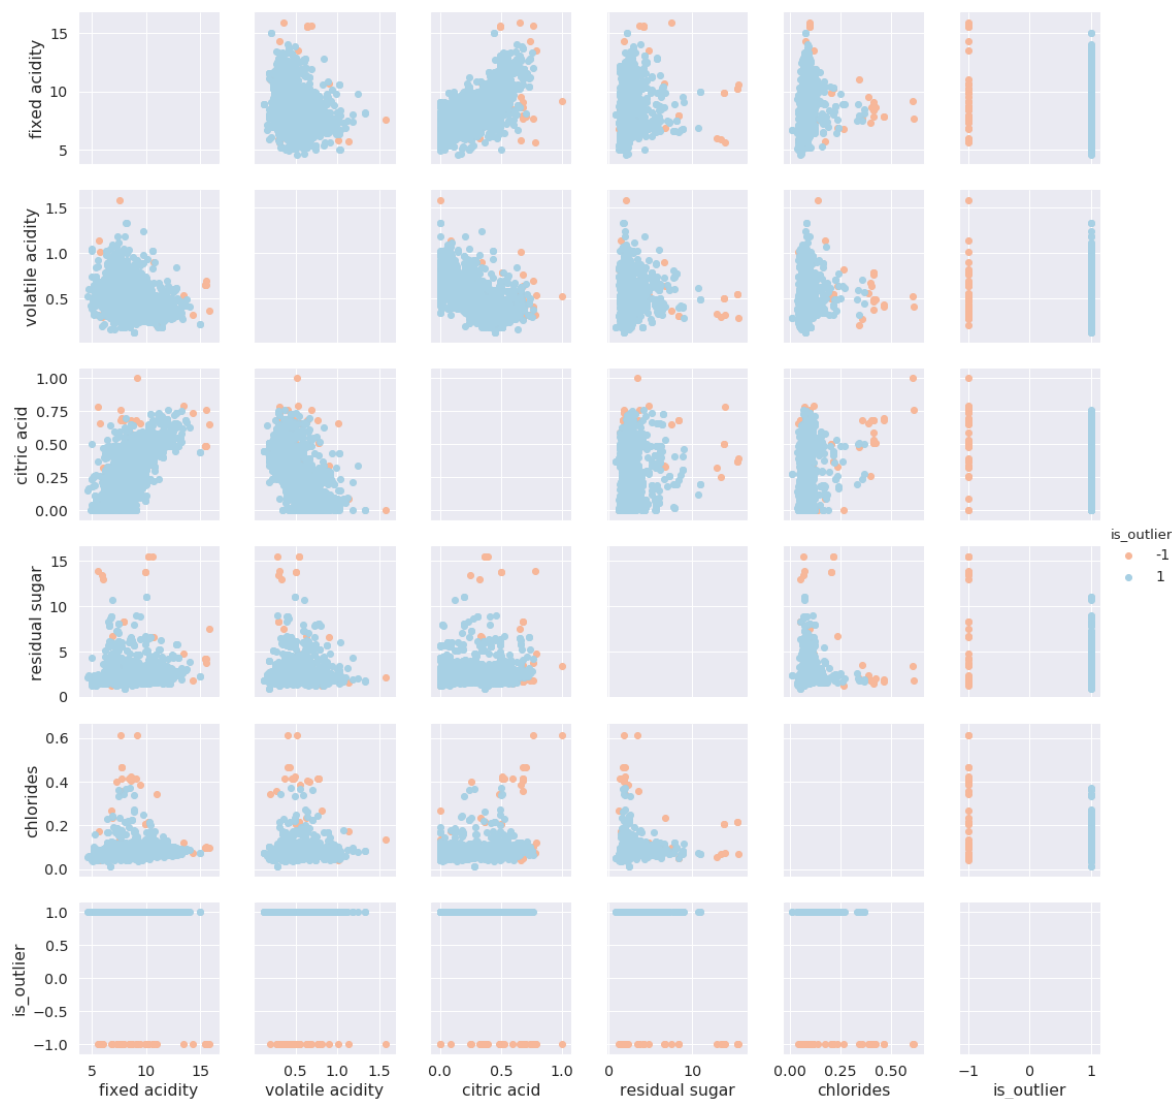 fixed acidity
15
10
5
volatile acidity
1.5
1.0
0.5
citric acid
1.00
0.75
0.50
0.25
0.00
residual sugar
15
10
5
0
chlorides
0.6
0.4
0.2
0.0
is_outlier
1.0
0.5
0.0
−0.5
−1.0
5 10 15
fixed acidity
0.5 1.0 1.5
volatile acidity
0.0 0.5 1.0
citric acid
0 10
residual sugar
0.00 0.25 0.50
chlorides
−1 0 1
is_outlier
is_outlier
-1
1